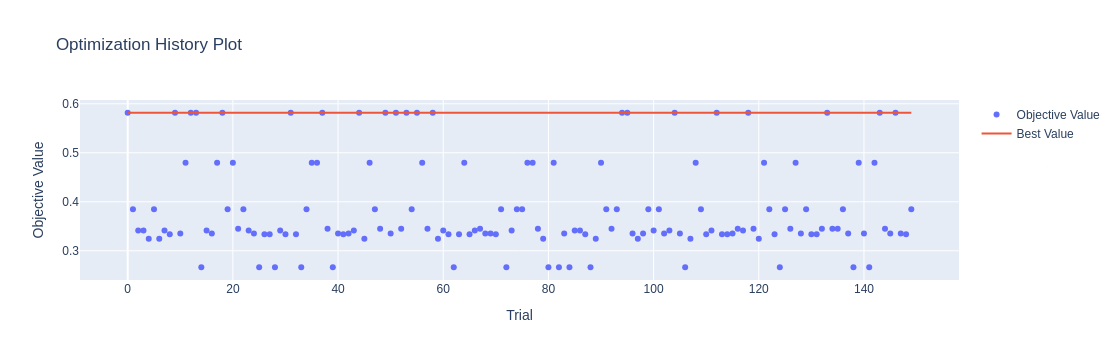 Optimization History Plot
0.6
0.5
0.4
0.3
Objective Value
0 20 40 60 80 100 120 140
Trial
Objective Value
Best Value